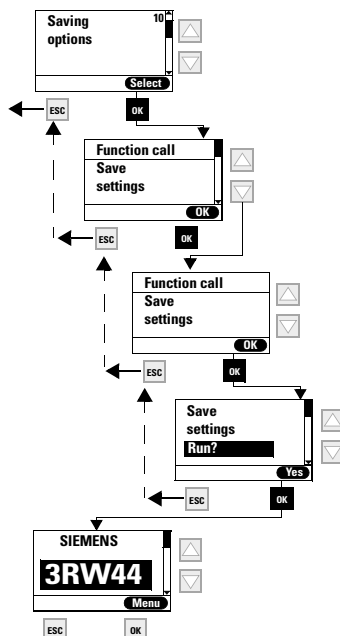 Saving 10
options
Select
ESC OK
Function call
Save
settings
OK
ESC OK
Function call
Save
settings
OK
ESC OK
Save
settings
Run?
Yes
ESC OK
SIEMENS
3RW44
Menu
ESC OK